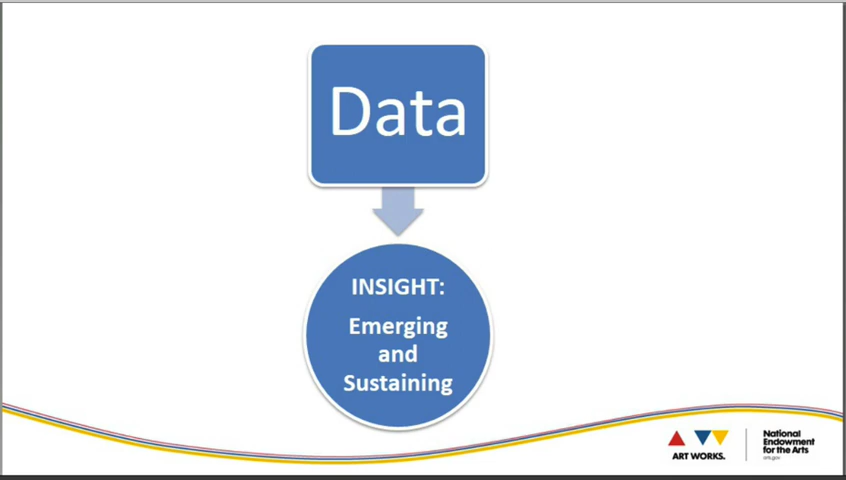 Data
INSIGHT:
Emerging
and
Sustaining
ART WORKS.
National
Endowment
for the Arts
arts.gov